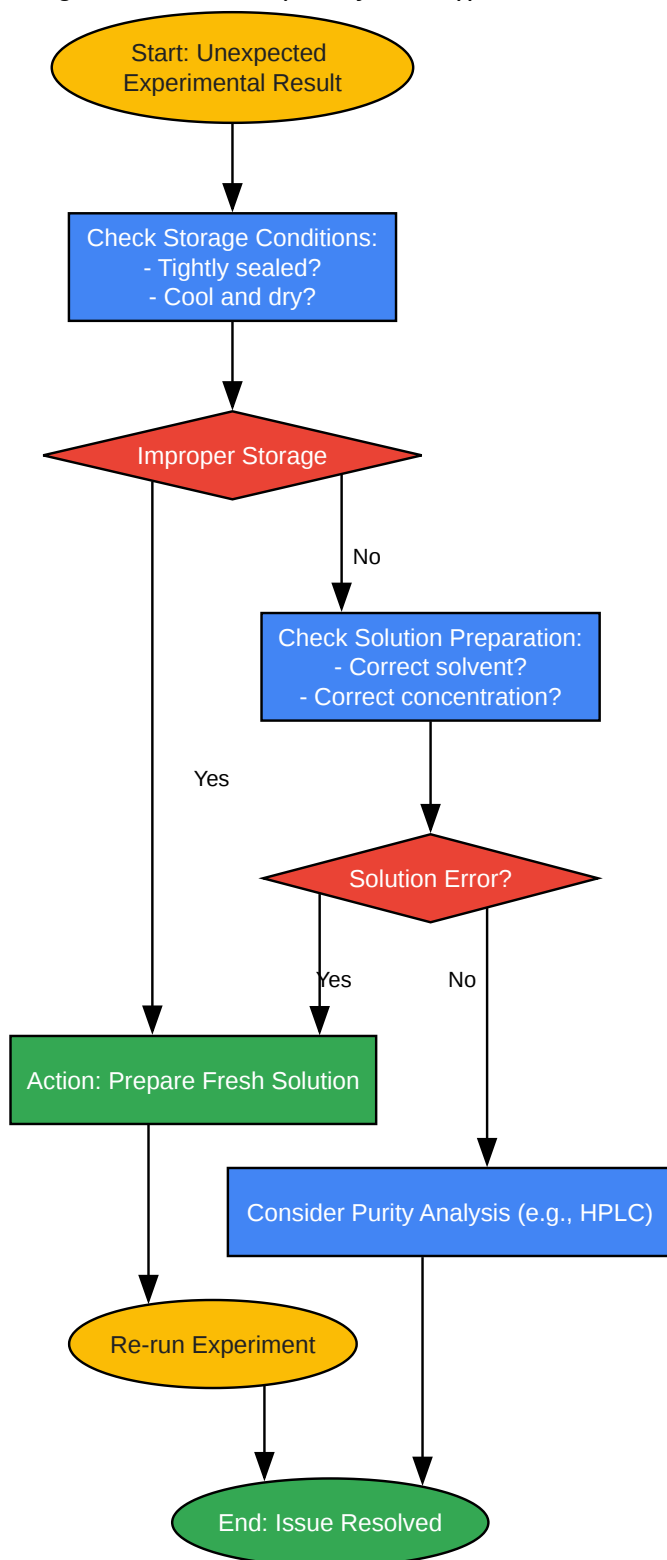 Start: Unexpected
Experimental Result
Check Storage Conditions:
- Tightly sealed?
- Cool and dry?
Improper Storage
No
Check Solution Preparation:
- Correct solvent?
- Correct concentration?
Yes
Solution Error?
Yes
No
Action: Prepare Fresh Solution
Consider Purity Analysis (e.g., HPLC)
Re-run Experiment
End: Issue Resolved